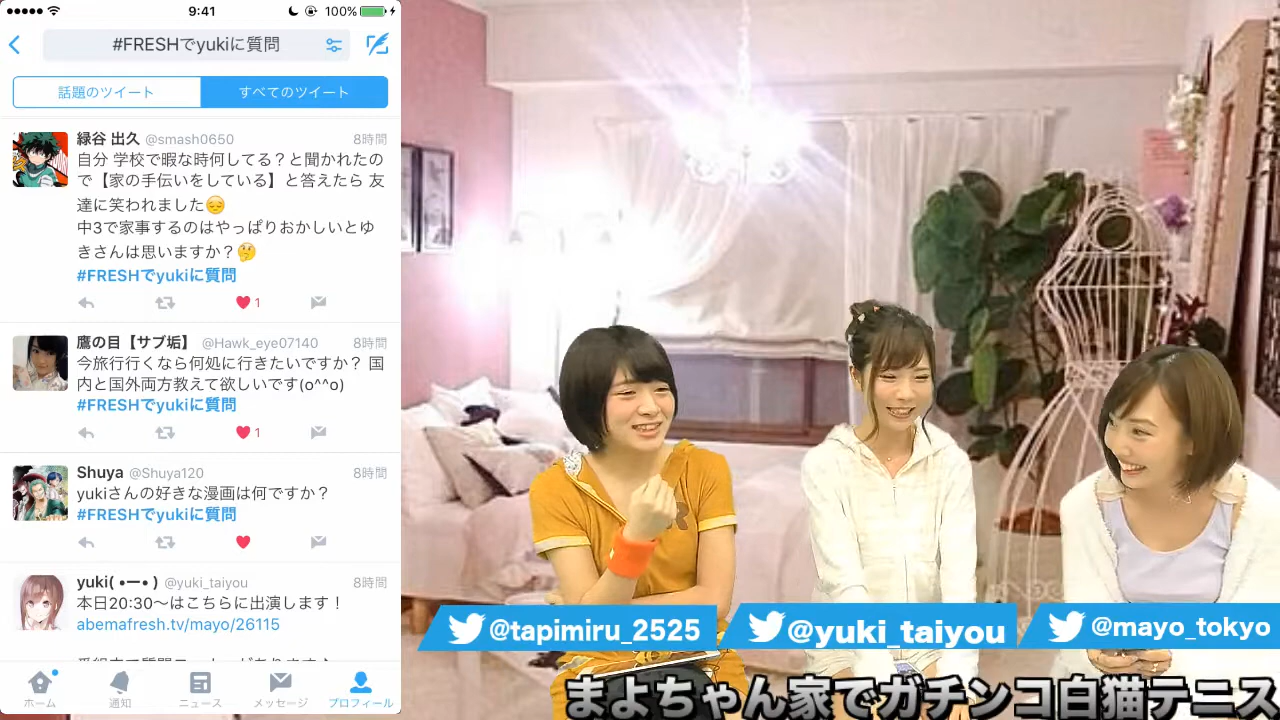 9:41
100%
#FRESHでyukiに質問
話題のツイート
すべてのツイート
緑谷 出久 @smash0650 8時間
自分 学校で暇な時何してる？と聞かれたの
で【家の手伝いをしている】と答えたら 友
達に笑われました😔
中3で家事するのはやっぱりおかしいとゆ
きさんは思いますか？🤔
#FRESHでyukiに質問
1
鷹の目【サブ垢】 @Hawk_eye07140 8時間
今旅行行くなら何処に行きたいですか？ 国
内と国外両方教えて欲しいです(o^^o)
#FRESHでyukiに質問
1
Shuya @Shuya120 8時間
yukiさんの好きな漫画は何ですか？
#FRESHでyukiに質問
yuki( •ー• ) @yuki_taiyou 8時間
本日20:30〜はこちらに出演します！
abemafresh.tv/mayo/26115
ホーム
通知
ニュース
メッセージ
プロフィール
@tapimiru_2525
@yuki_taiyou
@mayo_tokyo
まよちゃん家でガチンコ白猫テニス